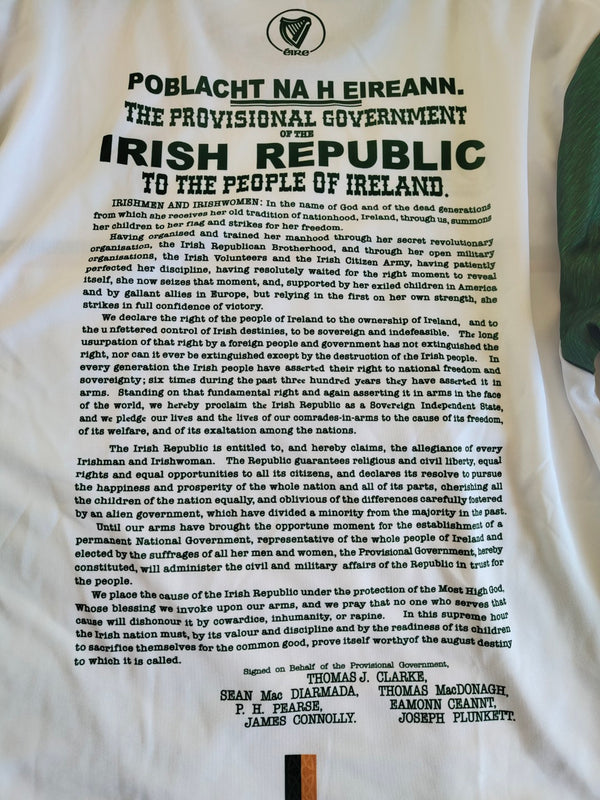 éire
POBLACHT NA H EIREANN.
THE PROVISIONAL GOVERNMENT
OF THE
IRISH REPUBLIC
TO THE PEOPLE OF IRELAND.
IRISHMEN AND IRISHWOMEN: In the name of God and of the dead generations
from which she receives her old tradition of nationhood, Ireland, through us, summons
her children to her flag and strikes for her freedom.
Having organised and trained her manhood through her secret revolutionary
organisation, the Irish Republican Brotherhood, and through her open military
organisations, the Irish Volunteers and the Irish Citizen Army, having patiently
perfected her discipline, having resolutely waited for the right moment to reveal
itself, she now seizes that moment, and, supported by her exiled children in America
and by gallant allies in Europe, but relying in the first on her own strength, she
strikes in full confidence of victory.
We declare the right of the people of Ireland to the ownership of Ireland, and to
the unfettered control of Irish destinies, to be sovereign and indefeasible. The long
usurpation of that right by a foreign people and government has not extinguished the
right, nor can it ever be extinguished except by the destruction of the Irish people. In
every generation the Irish people have asserted their right to national freedom and
sovereignty; six times during the past three hundred years they have asserted it in
arms. Standing on that fundamental right and again asserting it in arms in the face
of the world, we hereby proclaim the Irish Republic as a Sovereign Independent State,
and we pledge our lives and the lives of our comrades-in-arms to the cause of its freedom,
of its welfare, and of its exaltation among the nations.
The Irish Republic is entitled to, and hereby claims, the allegiance of every
Irishman and Irishwoman. The Republic guarantees religious and civil liberty, equal
rights and equal opportunities to all its citizens, and declares its resolve to pursue
the happiness and prosperity of the whole nation and all of its parts, cherishing all
the children of the nation equally, and oblivious of the differences carefully fostered
by an alien government, which have divided a minority from the majority in the past.
Until our arms have brought the opportune moment for the establishment of a
permanent National Government, representative of the whole people of Ireland and
elected by the suffrages of all her men and women, the Provisional Government, hereby
constituted, will administer the civil and military affairs of the Republic in trust for
the people.
We place the cause of the Irish Republic under the protection of the Most High God,
Whose blessing we invoke upon our arms, and we pray that no one who serves that
cause will dishonour it by cowardice, inhumanity, or rapine. In this supreme hour
the Irish nation must, by its valour and discipline and by the readiness of its children
to sacrifice themselves for the common good, prove itself worthyof the august destiny
to which it is called.
Signed on Behalf of the Provisional Government,
THOMAS J. CLARKE,
SEAN Mac DIARMADA, THOMAS MacDONAGH,
P. H. PEARSE, EAMONN CEANNT,
JAMES CONNOLLY. JOSEPH PLUNKETT.